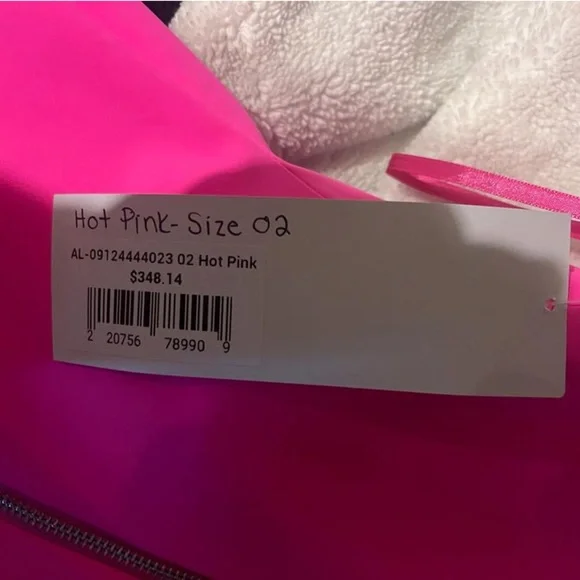 Hot Pink- Size 02
AL-09124444023 02 Hot Pink
$348.14
2 20756 78990 9